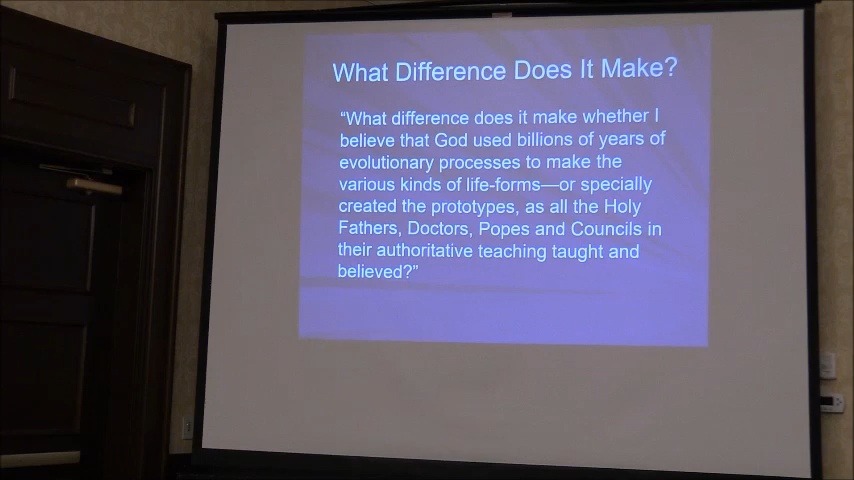 What Difference Does It Make?
“What difference does it make whether I
believe that God used billions of years of
evolutionary processes to make the
various kinds of life-forms—or specially
created the prototypes, as all the Holy
Fathers, Doctors, Popes and Councils in
their authoritative teaching taught and
believed?”